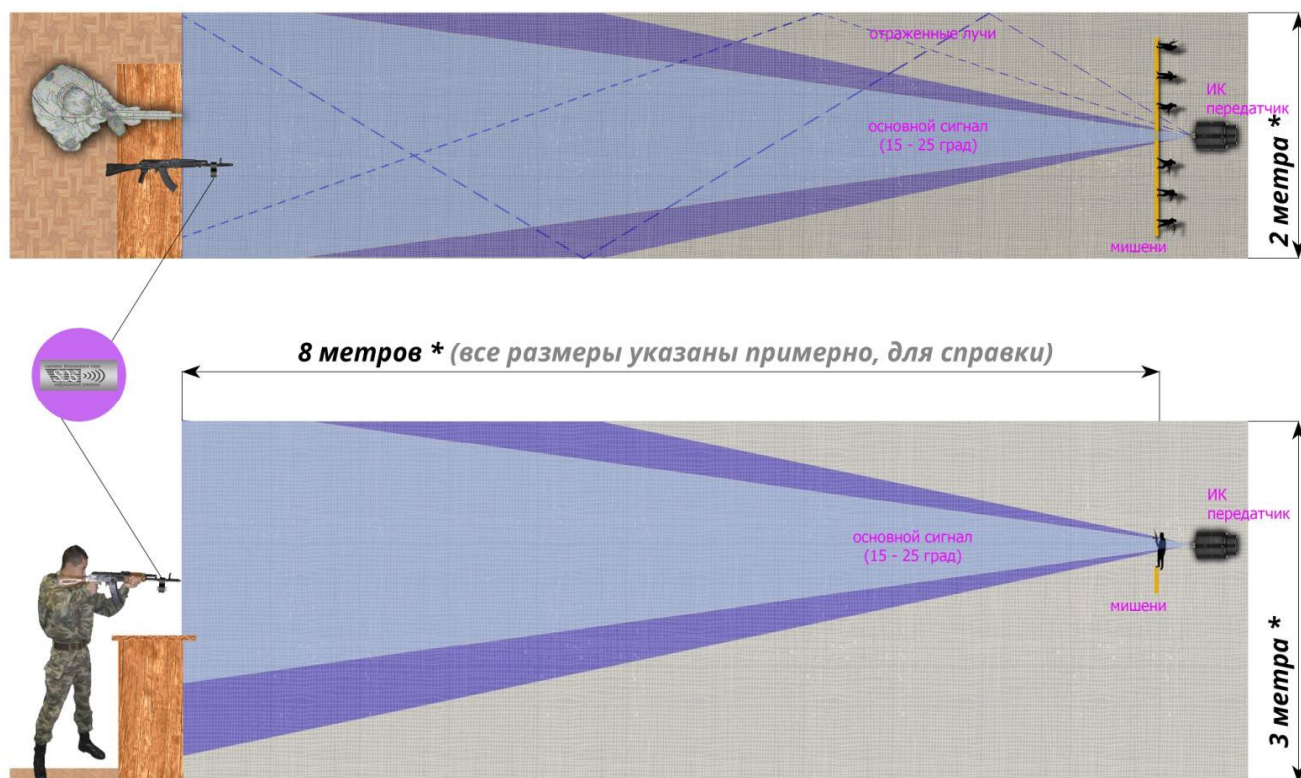 отраженные лучи
ИК
передатчик
основной сигнал
(15 - 25 град)
мишени
2 метра *
8 метров * (все размеры указаны примерно, для справки)
ИК
передатчик
основной сигнал
(15 - 25 град)
мишени
3 метра *